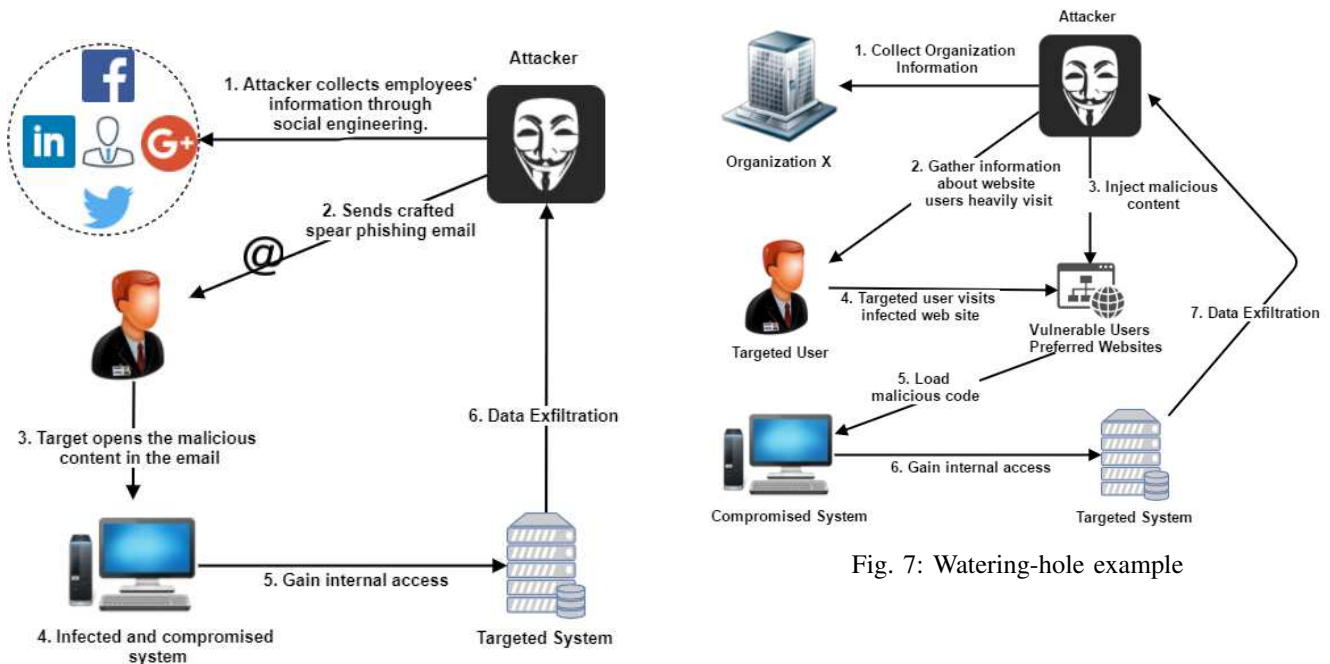 Attacker
1. Attacker collects employees'
information through
social engineering.
f
in
G+
2. Sends crafted
spear phishing email
@
3. Target opens the malicious
content in the email
4. Infected and compromised
system
5. Gain internal access
Targeted System
6. Data Exfiltration
Attacker
1. Collect Organization
Information
Organization X
2. Gather information
about website
users heavily visit
3. Inject malicious
content
Targeted User
4. Targeted user visits
infected web site
Vulnerable Users
Preferred Websites
5. Load
malicious code
Compromised System
6. Gain internal access
Targeted System
7. Data Exfiltration
Fig. 7: Watering-hole example